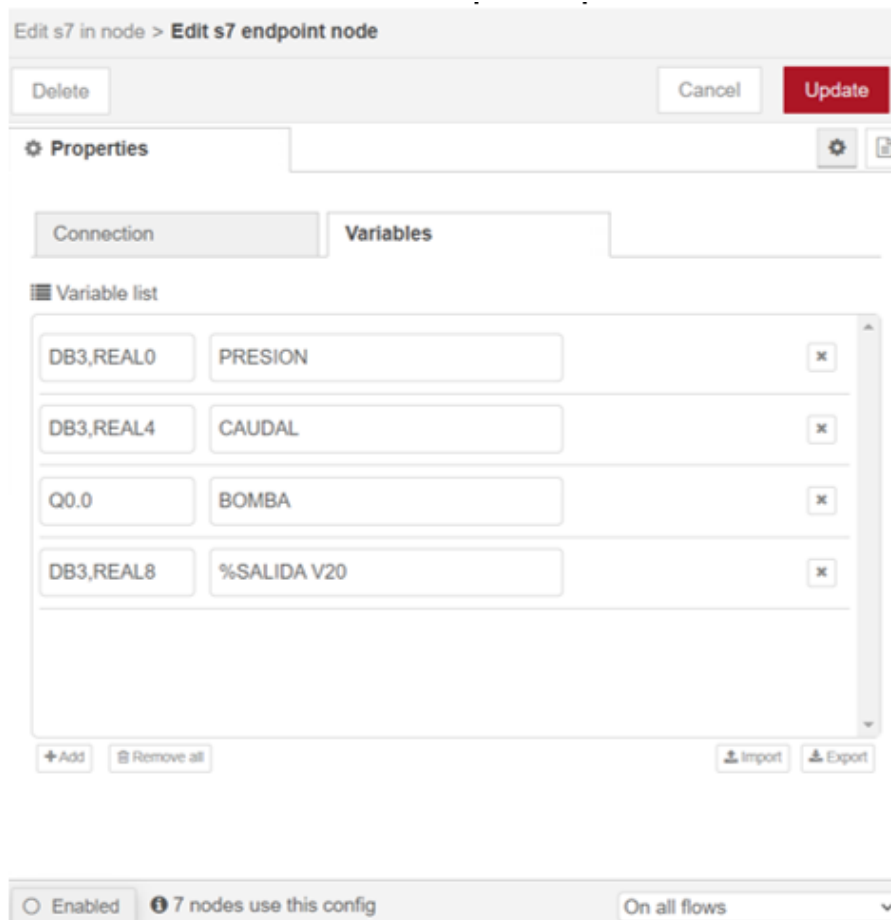 Edit s7 in node > Edit s7 endpoint node
Delete Cancel Update
Properties
Connection Variables
Variable list
DB3,REAL0 PRESION
DB3,REAL4 CAUDAL
Q0.0 BOMBA
DB3,REAL8 %SALIDA V20
+Add Remove all Import Export
Enabled 7 nodes use this config On all flows